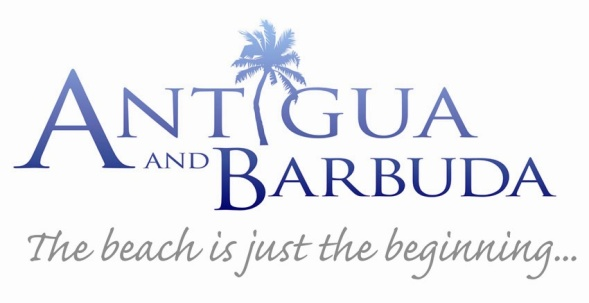 ANTIGUA
AND BARBUDA
The beach is just the beginning...